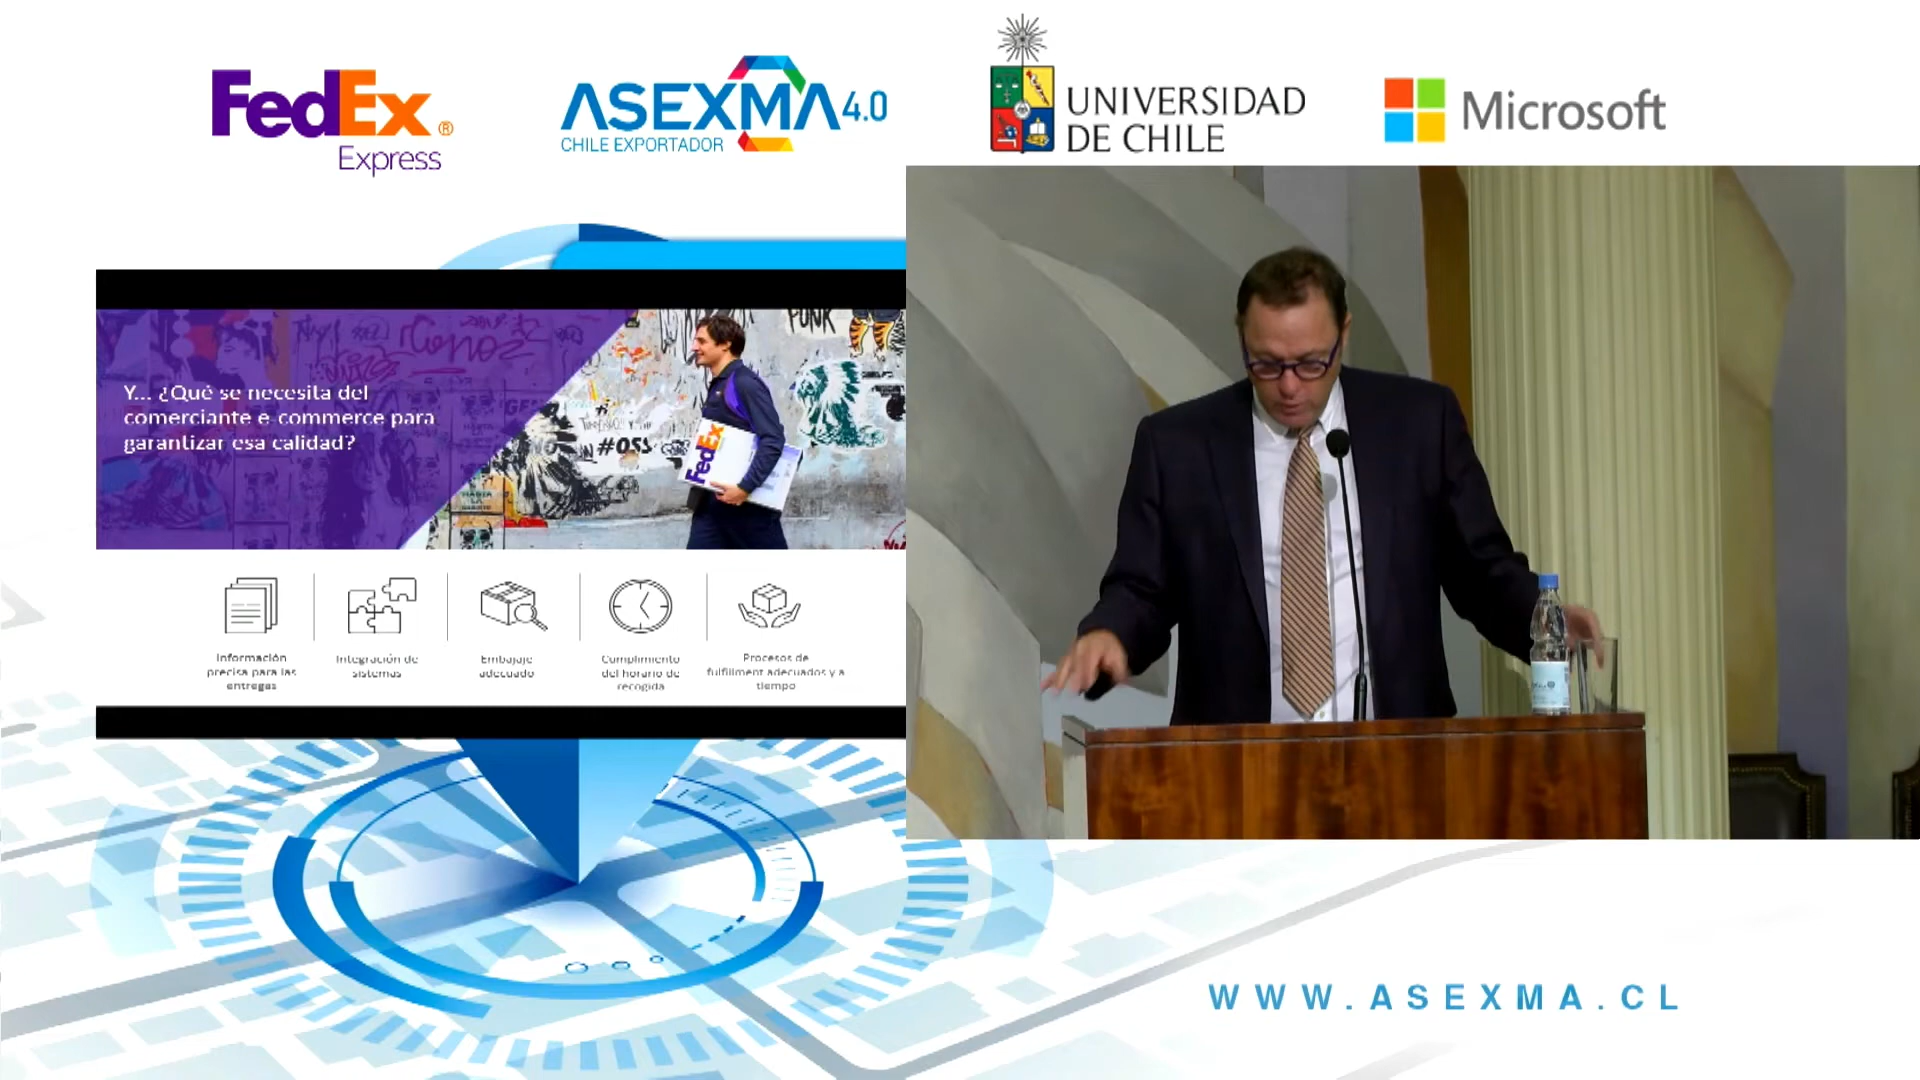 FedEx®
Express
ASEXMA 4.0
CHILE EXPORTADOR
UNIVERSIDAD
DE CHILE
Microsoft
Y... ¿Qué se necesita del
comerciante e-commerce para
garantizar esa calidad?
PUNK
#OSS
FedEx
Información
precisa para las
entregas
Integración de
sistemas
Embalaje
adecuado
Cumplimiento
del horario de
recogida
Procesos de
fulfillment adecuados y a
tiempo
WWW.ASEXMA.CL